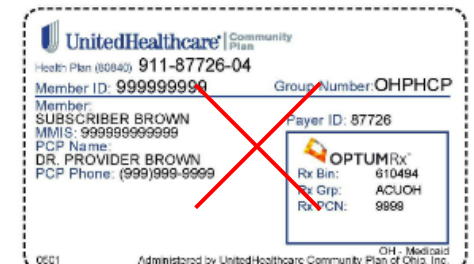 UnitedHealthcare® Community Plan
Health Plan (80840) 911-87726-04
Member ID: 999999999 Group Number: OHPHCP
Member:
SUBSCRIBER BROWN
MMIS: 999999999999
PCP Name:
DR. PROVIDER BROWN
PCP Phone: (999)999-9999
Payer ID: 87726
OPTUMRx™
Rx Bin: 610494
Rx Grp: ACUOH
Rx PCN: 9999
OH - Medicaid
0501 Administered by UnitedHealthcare Community Plan of Ohio, Inc.